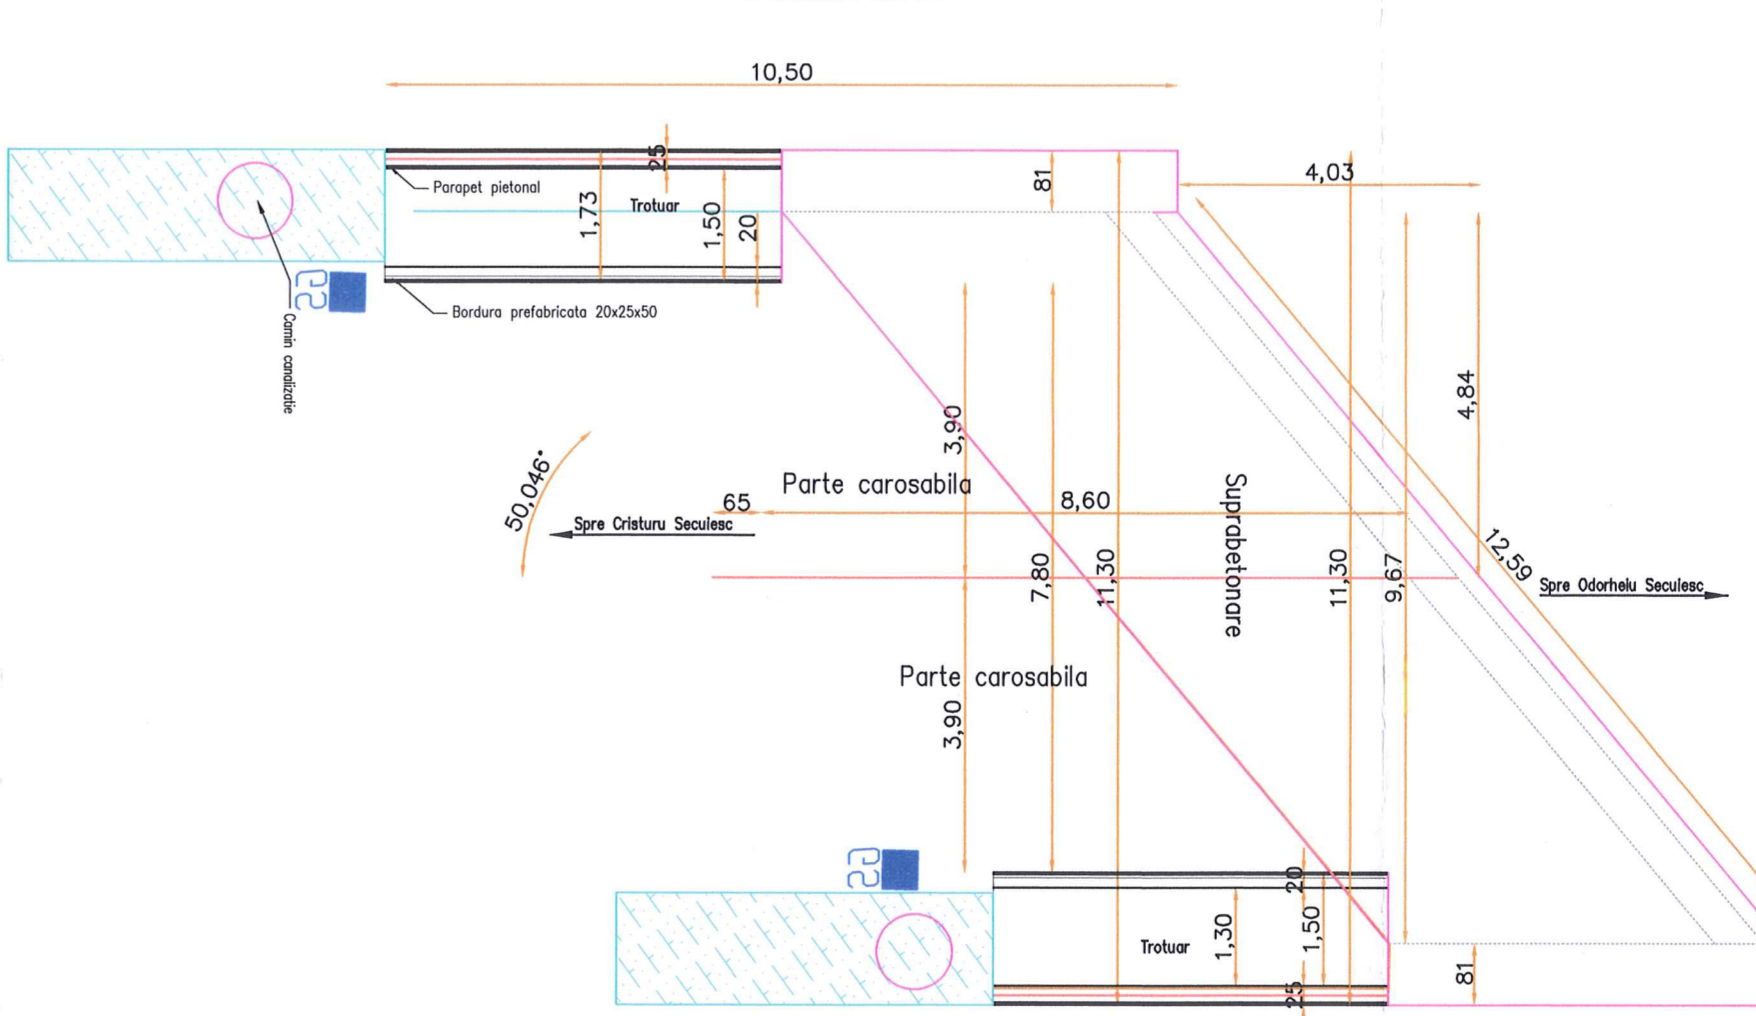 10,50
4,03
25
81
Parapet pietonal
Trotuar
1,73
1,50
20
GS
Bordura prefabricata 20x25x50
Camin canalizatie
4,84
3,90
50,046°
Parte carosabila
65
8,60
Spre Cristuru Seculesc
Suprabetonare
12,59
7,80
11,30
11,30
9,67
Spre Odorheiu Seculesc
Parte carosabila
3,90
GS
20
1,30
1,50
Trotuar
25
81